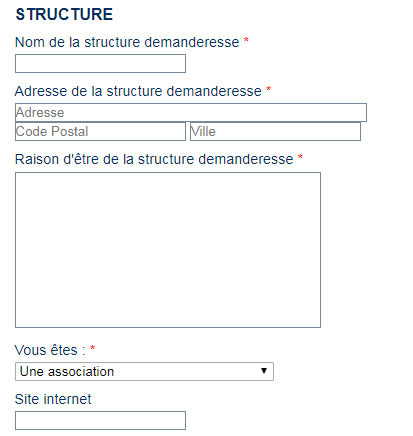 STRUCTURE
Nom de la structure demanderesse *
Adresse de la structure demanderesse *
Adresse
Code Postal Ville
Raison d'être de la structure demanderesse *
Vous êtes : *
Une association
Site internet